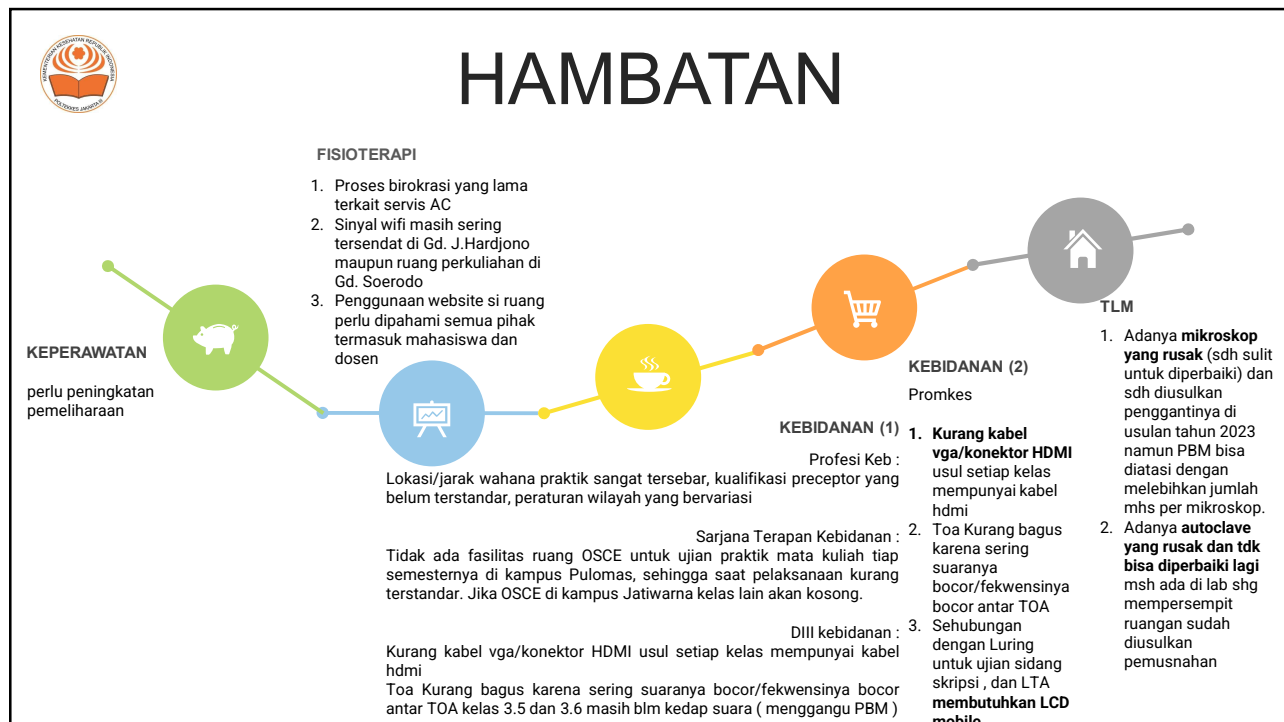 KEMENTERIAN KESEHATAN REPUBLIK INDONESIA
POLTEKKES JAKARTA III
HAMBATAN
KEPERAWATAN
perlu peningkatan
pemeliharaan
FISIOTERAPI
1. Proses birokrasi yang lama
terkait servis AC
2. Sinyal wifi masih sering
tersendat di Gd. J.Hardjono
maupun ruang perkuliahan di
Gd. Soerodo
3. Penggunaan website si ruang
perlu dipahami semua pihak
termasuk mahasiswa dan
dosen
KEBIDANAN (1)
Profesi Keb :
Lokasi/jarak wahana praktik sangat tersebar, kualifikasi preceptor yang
belum terstandar, peraturan wilayah yang bervariasi
Sarjana Terapan Kebidanan :
Tidak ada fasilitas ruang OSCE untuk ujian praktik mata kuliah tiap
semesternya di kampus Pulomas, sehingga saat pelaksanaan kurang
terstandar. Jika OSCE di kampus Jatiwarna kelas lain akan kosong.
DIII kebidanan :
Kurang kabel vga/konektor HDMI usul setiap kelas mempunyai kabel
hdmi
Toa Kurang bagus karena sering suaranya bocor/fekwensinya bocor
antar TOA kelas 3.5 dan 3.6 masih blm kedap suara ( menggangu PBM )
KEBIDANAN (2)
Promkes
1. Kurang kabel
vga/konektor HDMI
usul setiap kelas
mempunyai kabel
hdmi
2. Toa Kurang bagus
karena sering
suaranya
bocor/fekwensinya
bocor antar TOA
3. Sehubungan
dengan Luring
untuk ujian sidang
skripsi , dan LTA
membutuhkan LCD
mobile
TLM
1. Adanya mikroskop
yang rusak (sdh sulit
untuk diperbaiki) dan
sdh diusulkan
penggantinya di
usulan tahun 2023
namun PBM bisa
diatasi dengan
melebihkan jumlah
mhs per mikroskop.
2. Adanya autoclave
yang rusak dan tdk
bisa diperbiki lagi
msh ada di lab shg
mempersempit
ruangan sudah
diusulkan
pemusnahan